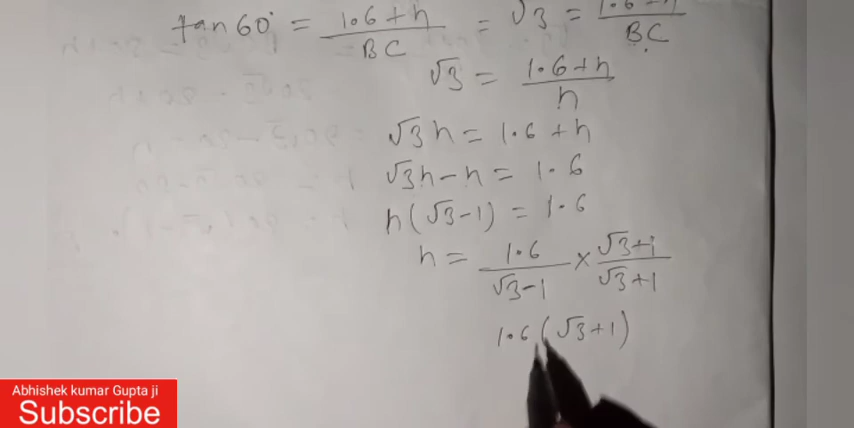 tan 60° = 1.6 + h / BC = √3 = 1.6 + h / BC
√3 = 1.6 + h / h
√3 h = 1.6 + h
√3h - h = 1.6
h (√3 - 1) = 1.6
h = 1.6 / √3 - 1 × √3 + 1 / √3 + 1
1.6 (√3 + 1)
Abhishek kumar Gupta ji
Subscribe